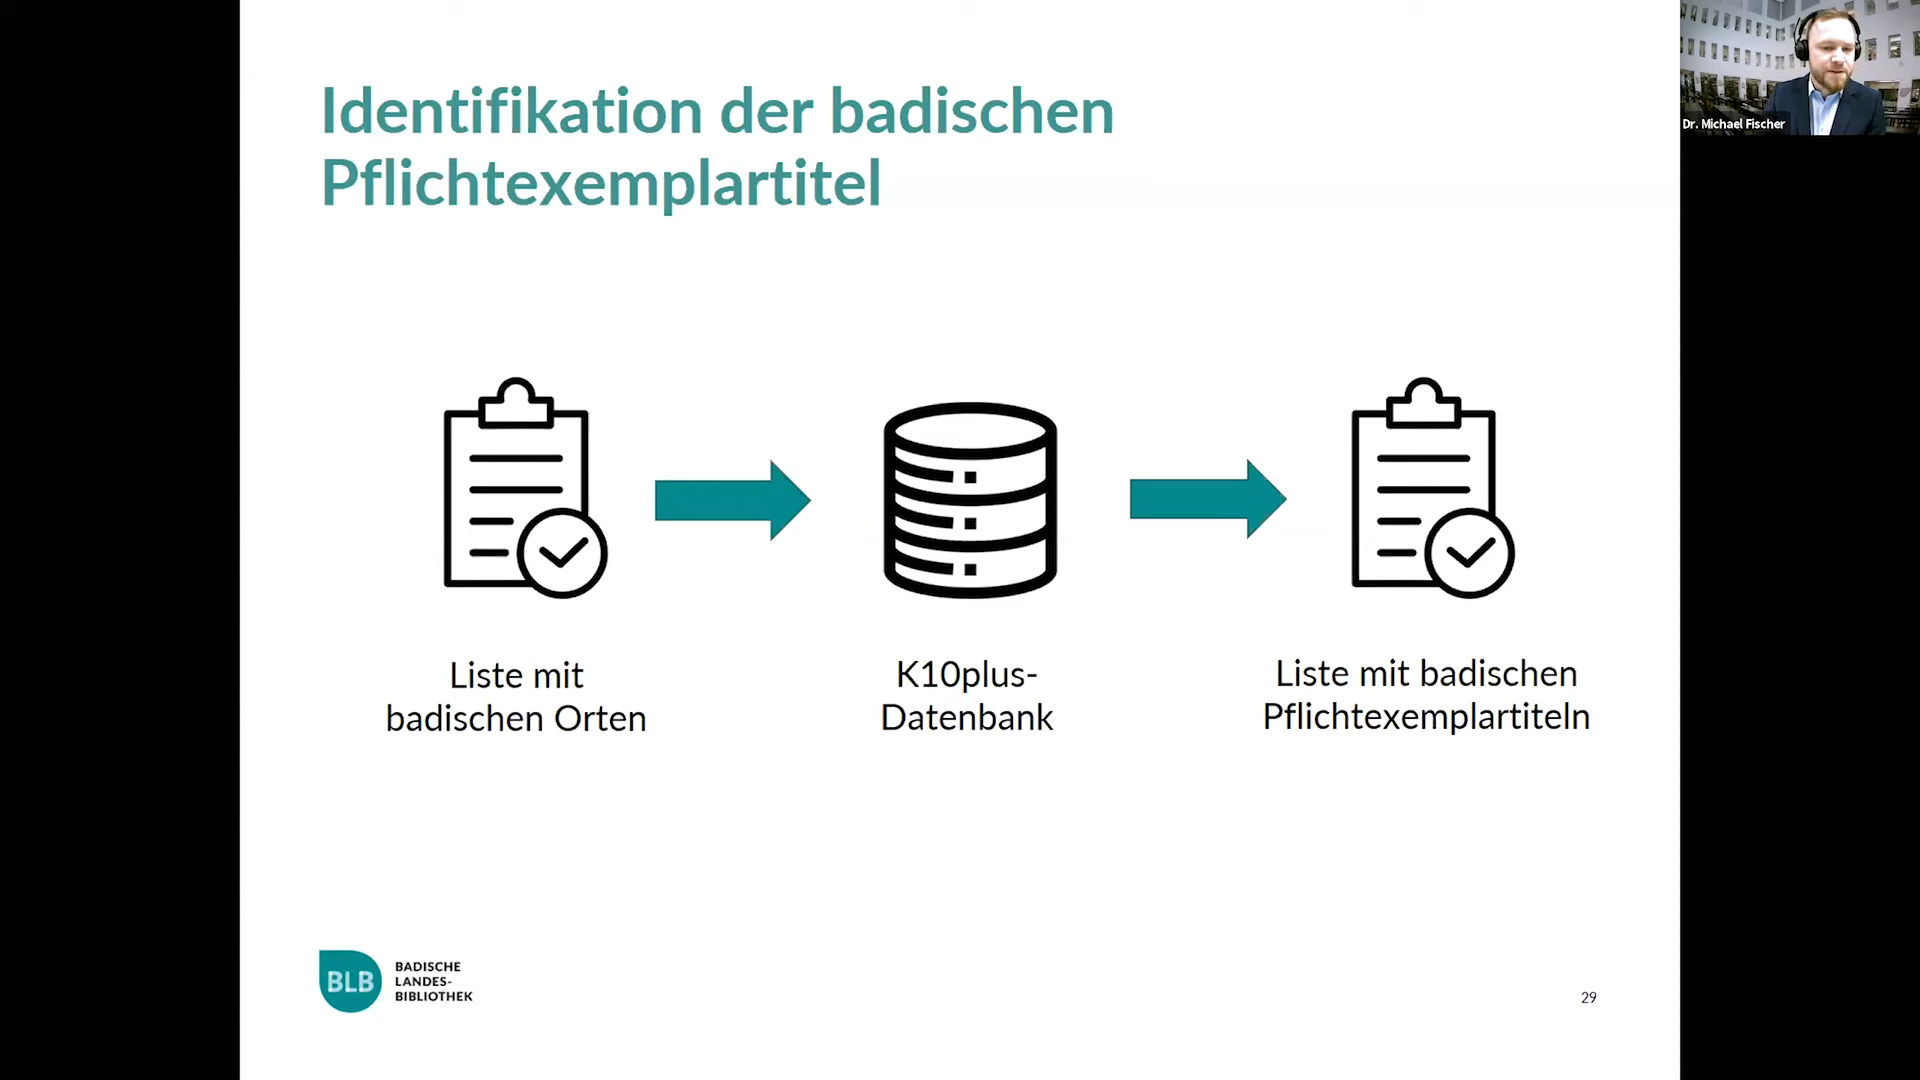 Identifikation der badischen
Pflichtexemplartitel
Liste mit
badischen Orten
K10plus-
Datenbank
Liste mit badischen
Pflichtexemplartiteln
BLB
BADISCHE
LANDES-
BIBLIOTHEK
29
Dr. Michael Fischer